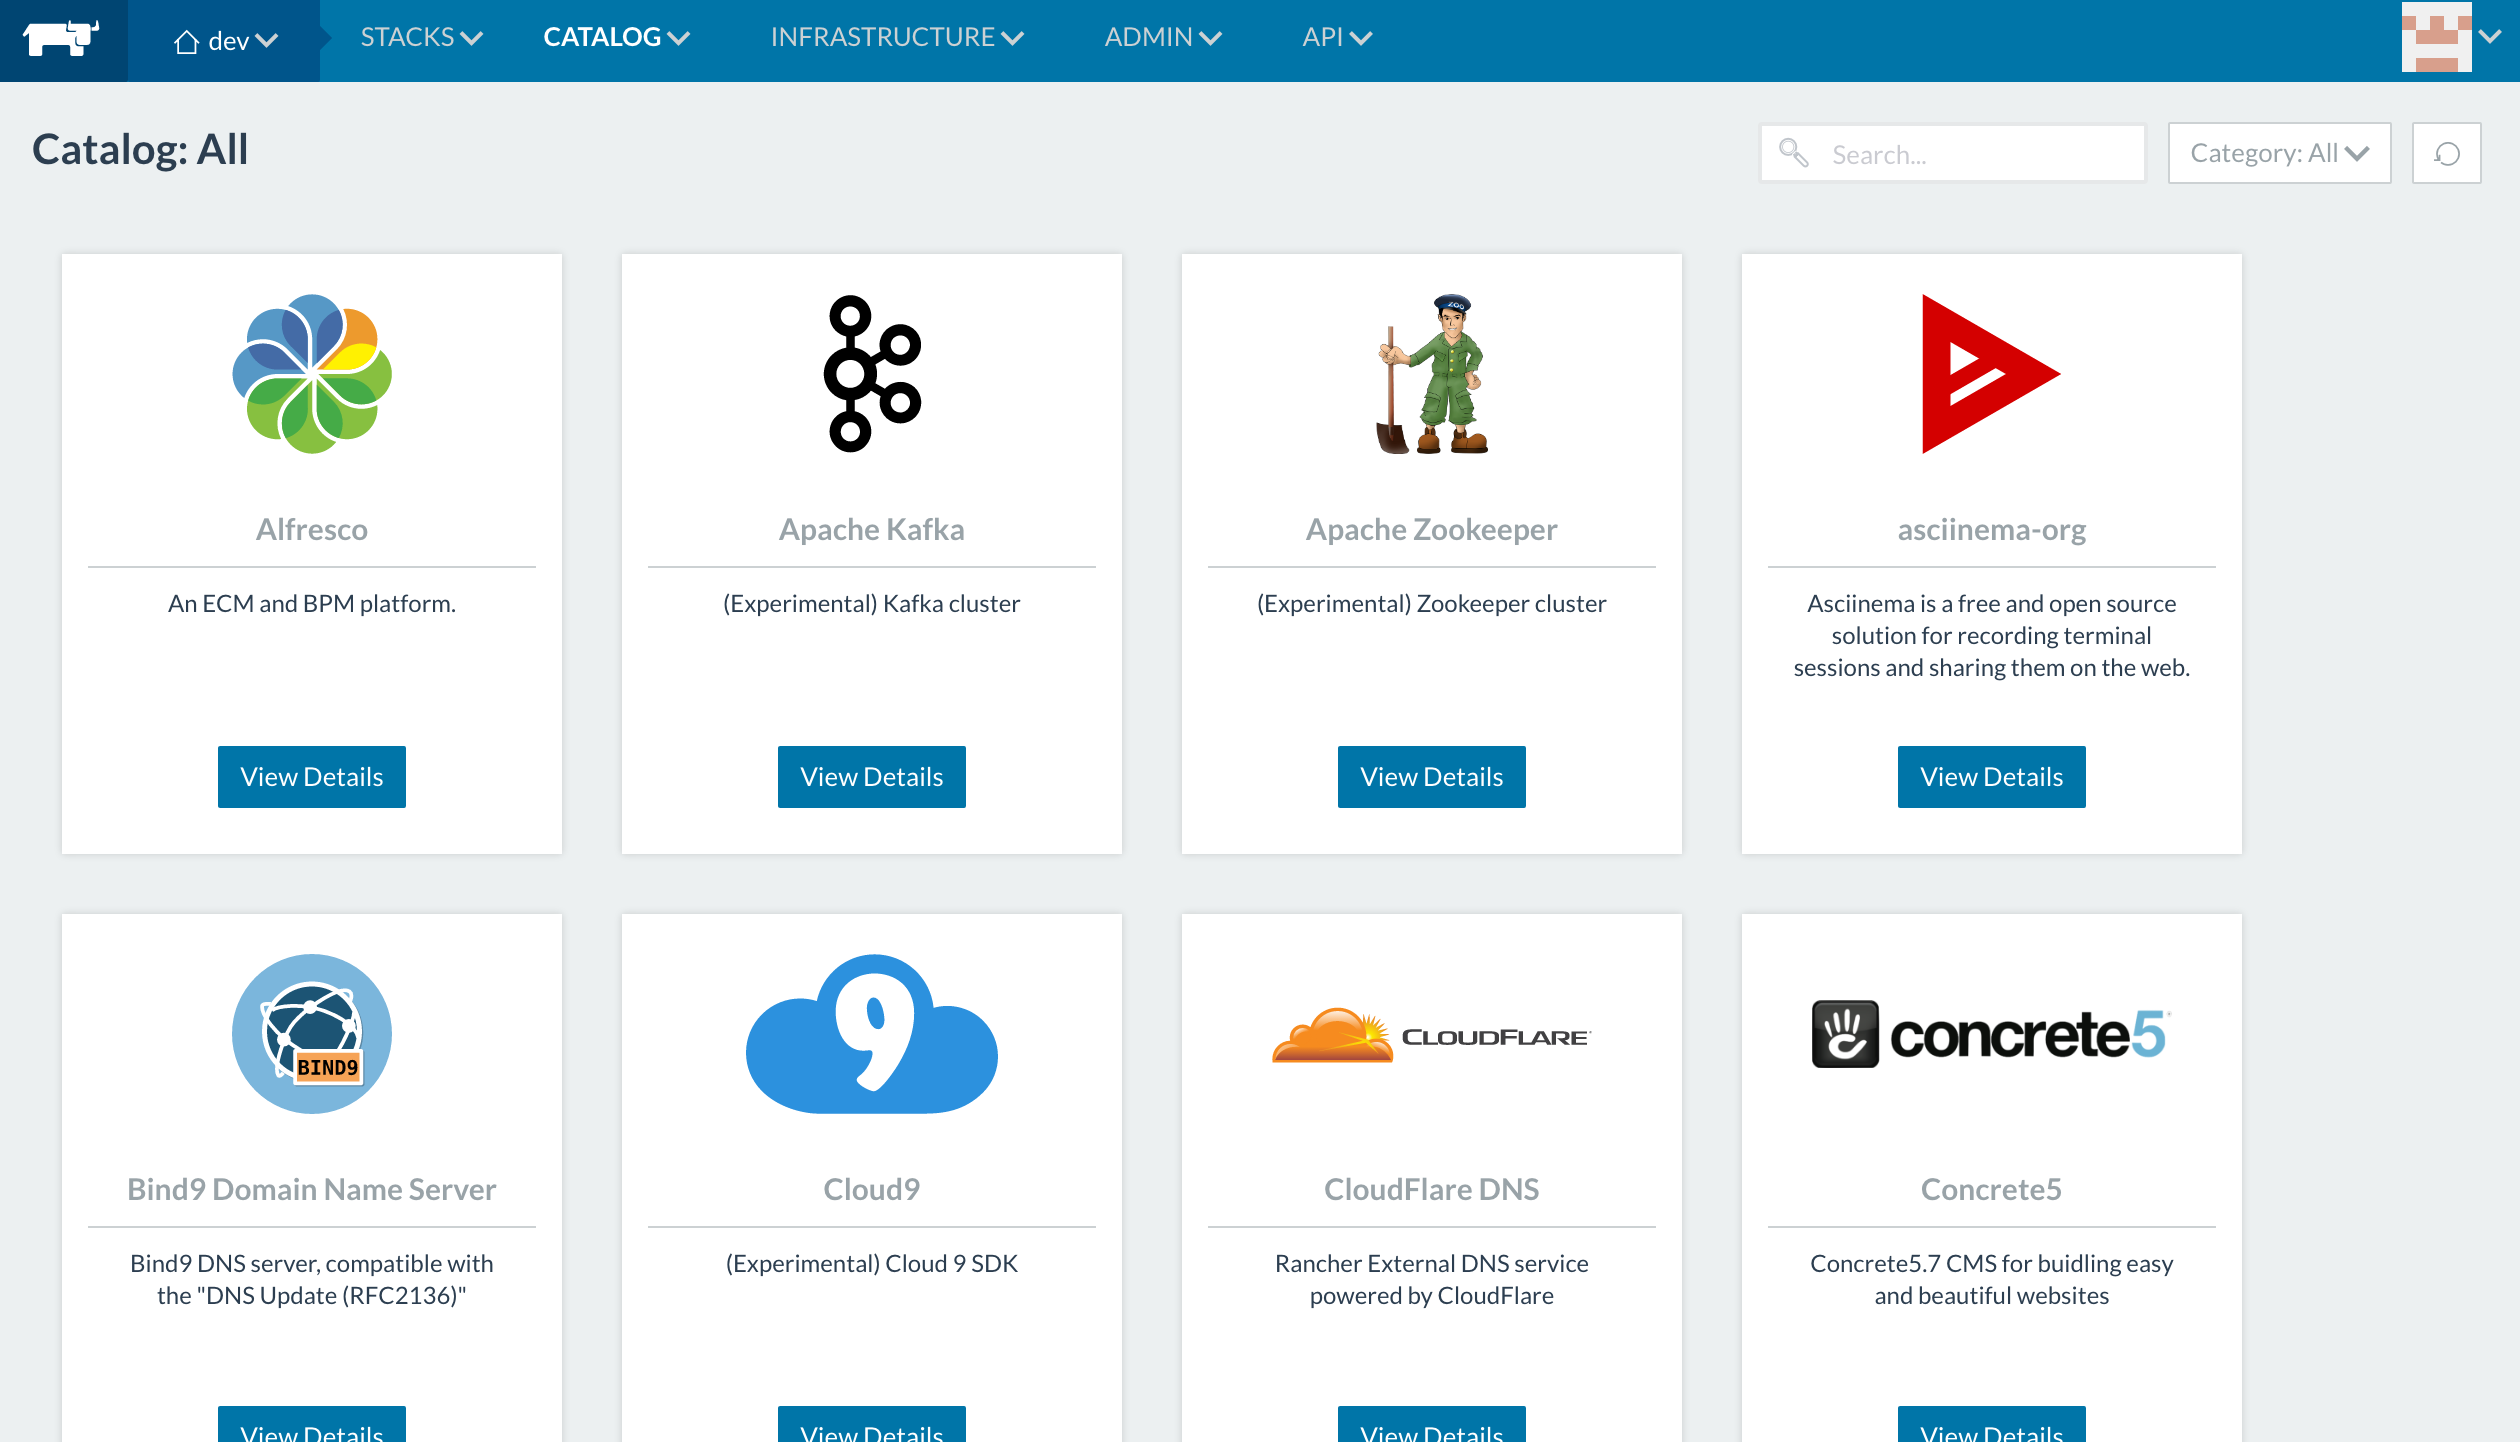 dev STACKS CATALOG INFRASTRUCTURE ADMIN API
Catalog: All
Search...
Category: All
ZOO
Alfresco
An ECM and BPM platform.
View Details
Apache Kafka
(Experimental) Kafka cluster
View Details
Apache Zookeeper
(Experimental) Zookeeper cluster
View Details
asciinema-org
Asciinema is a free and open source
solution for recording terminal
sessions and sharing them on the web.
View Details
BIND9
Bind9 Domain Name Server
Bind9 DNS server, compatible with
the "DNS Update (RFC2136)"
View Details
9
Cloud9
(Experimental) Cloud 9 SDK
View Details
CLOUDFLARE
CloudFlare DNS
Rancher External DNS service
powered by CloudFlare
View Details
concrete5
Concrete5
Concrete5.7 CMS for buidling easy
and beautiful websites
View Details